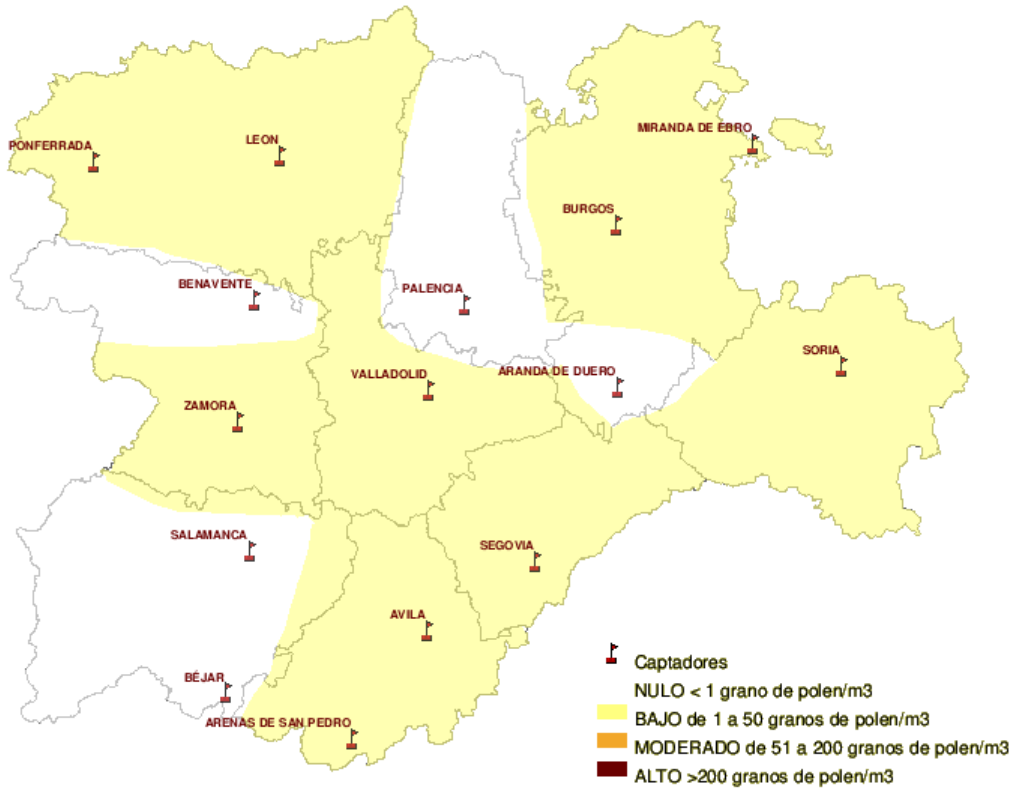 MIRANDA DE EBRO
PONFERRADA
LEON
BURGOS
BENAVENTE
PALENCIA
SORIA
VALLADOLID
ARANDA DE DUERO
ZAMORA
SALAMANCA
SEGOVIA
AVILA
BÉJAR
ARENAS DE SAN PEDRO
Captadores
NULO < 1 grano de polen/m3
BAJO de 1 a 50 granos de polen/m3
MODERADO de 51 a 200 granos de polen/m3
ALTO >200 granos de polen/m3